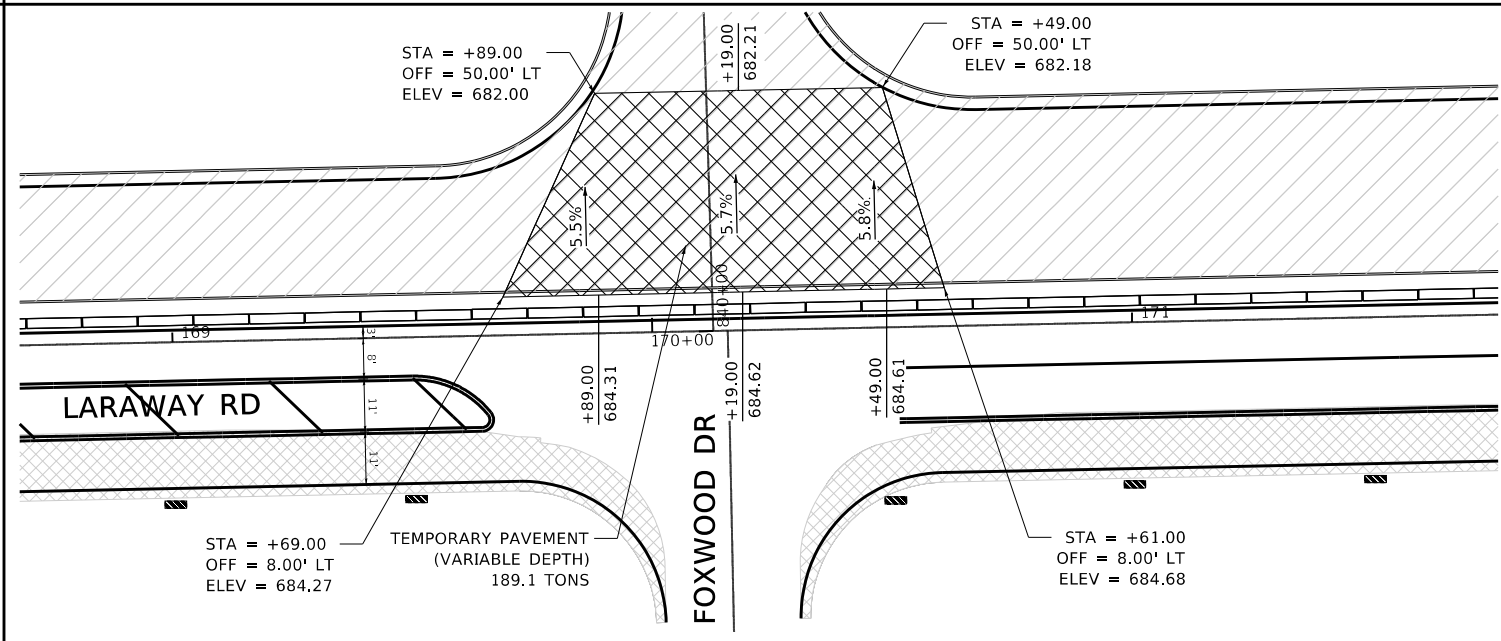 STA = +89.00
OFF = 50.00' LT
ELEV = 682.00
+19.00
682.21
STA = +49.00
OFF = 50.00' LT
ELEV = 682.18
5.5%
5.7%
5.8%
840+00
169
170+00
171
3'
8'
11'
11'
LARAWAY RD
+89.00
684.31
+19.00
684.62
+49.00
684.61
FOXWOOD DR
STA = +69.00
OFF = 8.00' LT
ELEV = 684.27
TEMPORARY PAVEMENT
(VARIABLE DEPTH)
189.1 TONS
STA = +61.00
OFF = 8.00' LT
ELEV = 684.68